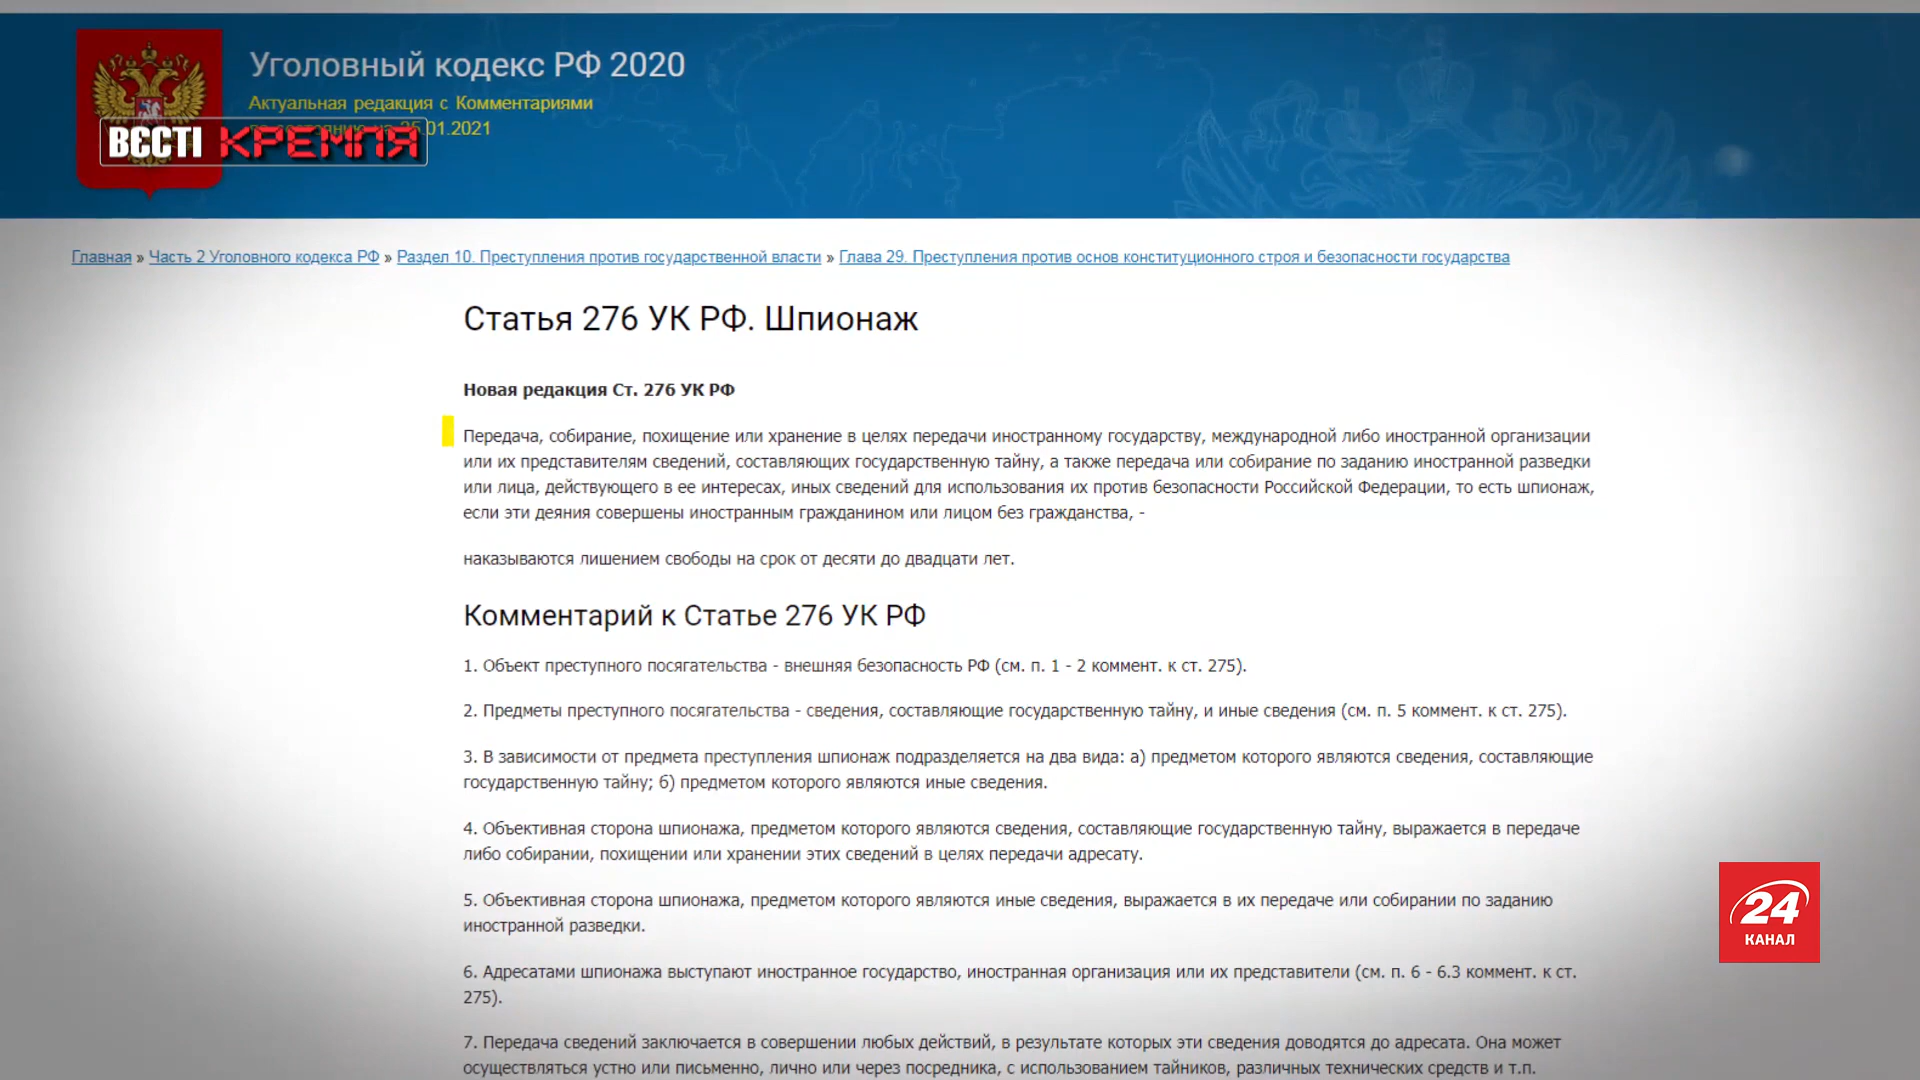 Уголовный кодекс РФ 2020
Актуальная редакция с Комментариями
01.2021
ВЄСТІ КРЕМЛЯ
Главная » Часть 2 Уголовного кодекса РФ » Раздел 10. Преступления против государственной власти » Глава 29. Преступления против основ конституционного строя и безопасности государства
Статья 276 УК РФ. Шпионаж
Новая редакция Ст. 276 УК РФ
Передача, собирание, похищение или хранение в целях передачи иностранному государству, международной либо иностранной организации
или их представителям сведений, составляющих государственную тайну, а также передача или собирание по заданию иностранной разведки
или лица, действующего в ее интересах, иных сведений для использования их против безопасности Российской Федерации, то есть шпионаж,
если эти деяния совершены иностранным гражданином или лицом без гражданства, -
наказываются лишением свободы на срок от десяти до двадцати лет.
Комментарий к Статье 276 УК РФ
1. Объект преступного посягательства - внешняя безопасность РФ (см. п. 1 - 2 коммент. к ст. 275).
2. Предметы преступного посягательства - сведения, составляющие государственную тайну, и иные сведения (см. п. 5 коммент. к ст. 275).
3. В зависимости от предмета преступления шпионаж подразделяется на два вида: а) предметом которого являются сведения, составляющие
государственную тайну; б) предметом которого являются иные сведения.
4. Объективная сторона шпионажа, предметом которого являются сведения, составляющие государственную тайну, выражается в передаче
либо собирании, похищении или хранении этих сведений в целях передачи адресату.
5. Объективная сторона шпионажа, предметом которого являются иные сведения, выражается в их передаче или собирании по заданию
иностранной разведки.
6. Адресатами шпионажа выступают иностранное государство, иностранная организация или их представители (см. п. 6 - 6.3 коммент. к ст.
275).
7. Передача сведений заключается в совершении любых действий, в результате которых эти сведения доводятся до адресата. Она может
осуществляться устно или письменно, лично или через посредника, с использованием тайников, различных технических средств и т.п.
24
КАНАЛ